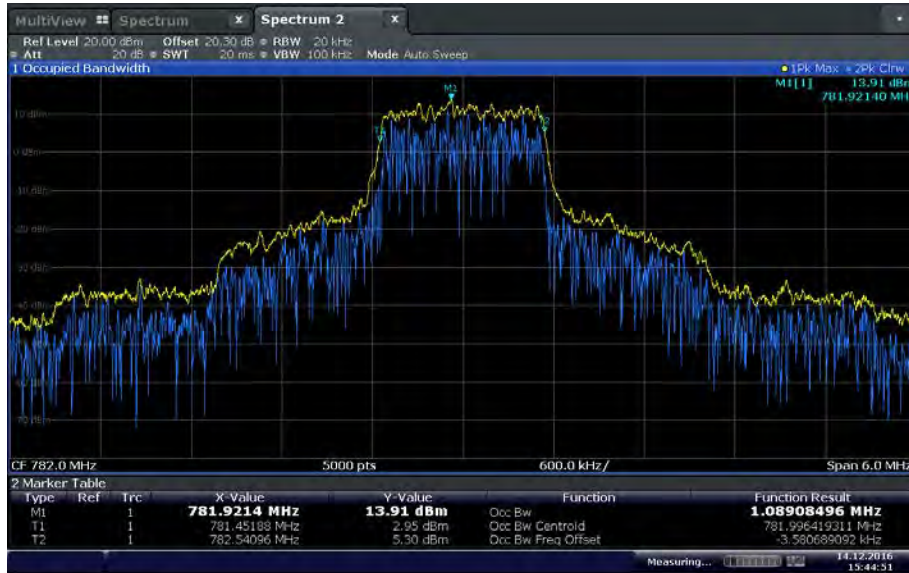 MultiView Spectrum X Spectrum 2 X
Ref Level 20.00 dBm Offset 20.30 dB RBW 20 kHz
Att 20 dB SWT 20 ms VBW 100 kHz Mode Auto Sweep
1 Occupied Bandwidth 1Pk Max 2Pk Clrw
M1[1] 13.91 dBm
781.92140 MH
M1
10 dBm
T1
T2
0 dBm
-10 dBm
-20 dBm
-30 dBm
-40 dBm
-60 dBm
-70 dBm
CF 782.0 MHz 5000 pts 600.0 kHz/ Span 6.0 MHz
2 Marker Table
Type Ref Trc X-Value Y-Value Function Function Result
M1 1 781.9214 MHz 13.91 dBm Occ Bw 1.08908496 MHz
T1 1 781.45188 MHz 2.95 dBm Occ Bw Centroid 781.996419311 MHz
T2 1 782.54096 MHz 5.30 dBm Occ Bw Freq Offset -3.580689092 kHz
Measuring... 14.12.2016
15:44:51